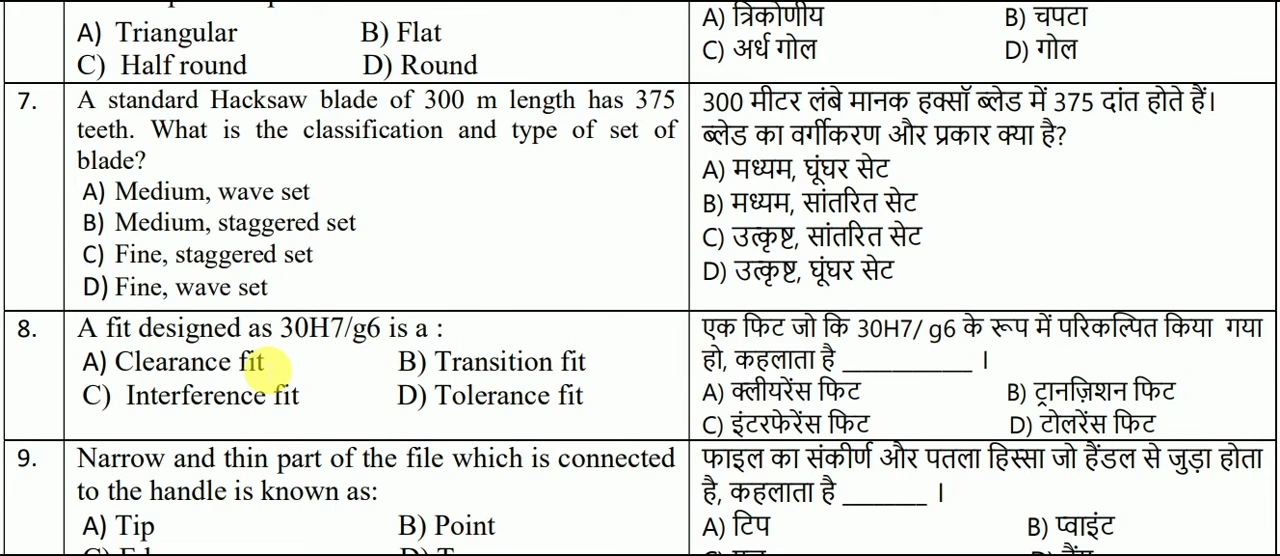 A) Triangular B) Flat
C) Half round D) Round
A) त्रिकोणीय B) चपटा
C) अर्ध गोल D) गोल
7. A standard Hacksaw blade of 300 m length has 375
teeth. What is the classification and type of set of
blade?
A) Medium, wave set
B) Medium, staggered set
C) Fine, staggered set
D) Fine, wave set
300 मीटर लंबे मानक हक्सॉ ब्लेड में 375 दांत होते हैं।
ब्लेड का वर्गीकरण और प्रकार क्या है?
A) मध्यम, घूंघर सेट
B) मध्यम, सांतरित सेट
C) उत्कृष्ट, सांतरित सेट
D) उत्कृष्ट, घूंघर सेट
8. A fit designed as 30H7/g6 is a :
A) Clearance fit B) Transition fit
C) Interference fit D) Tolerance fit
एक फिट जो कि 30H7/ g6 के रूप में परिकल्पित किया गया
हो, कहलाता है ____________ ।
A) क्लीयरेंस फिट B) ट्रानज़िशन फिट
C) इंटरफेरेंस फिट D) टोलरेंस फिट
9. Narrow and thin part of the file which is connected
to the handle is known as:
A) Tip B) Point
फाइल का संकीर्ण और पतला हिस्सा जो हैंडल से जुड़ा होता
है, कहलाता है ________ ।
A) टिप B) प्वाइंट